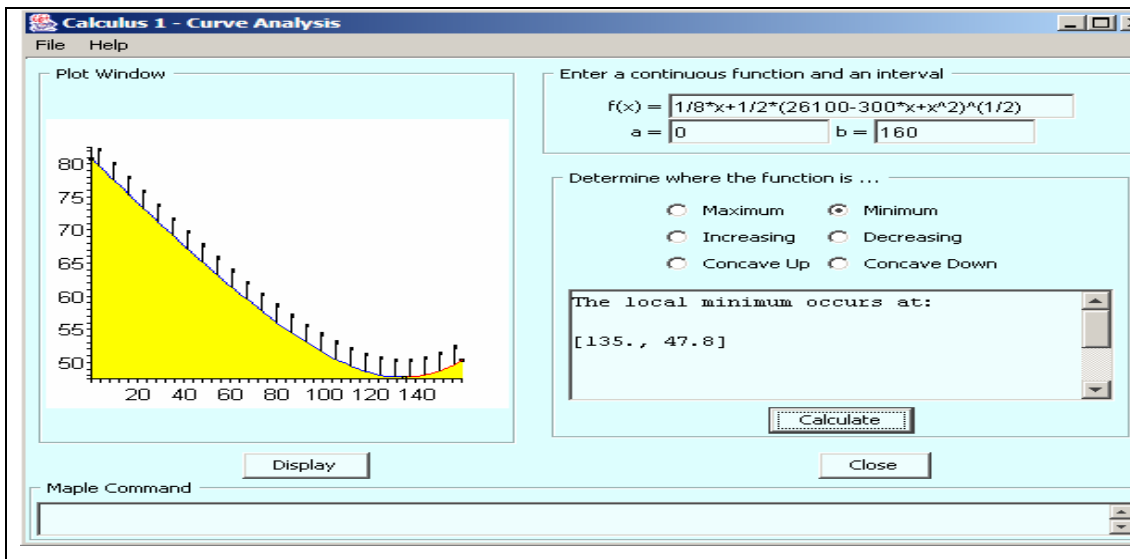 Calculus 1 - Curve Analysis
File Help
Plot Window
80
75
70
65
60
55
50
20 40 60 80 100 120 140
Enter a continuous function and an interval
f(x) = 1/8*x+1/2*(26100-300*x+x^2)^(1/2)
a = 0 b = 160
Determine where the function is ...
Maximum Minimum
Increasing Decreasing
Concave Up Concave Down
The local minimum occurs at:
[135., 47.8]
Calculate
Display Close
Maple Command